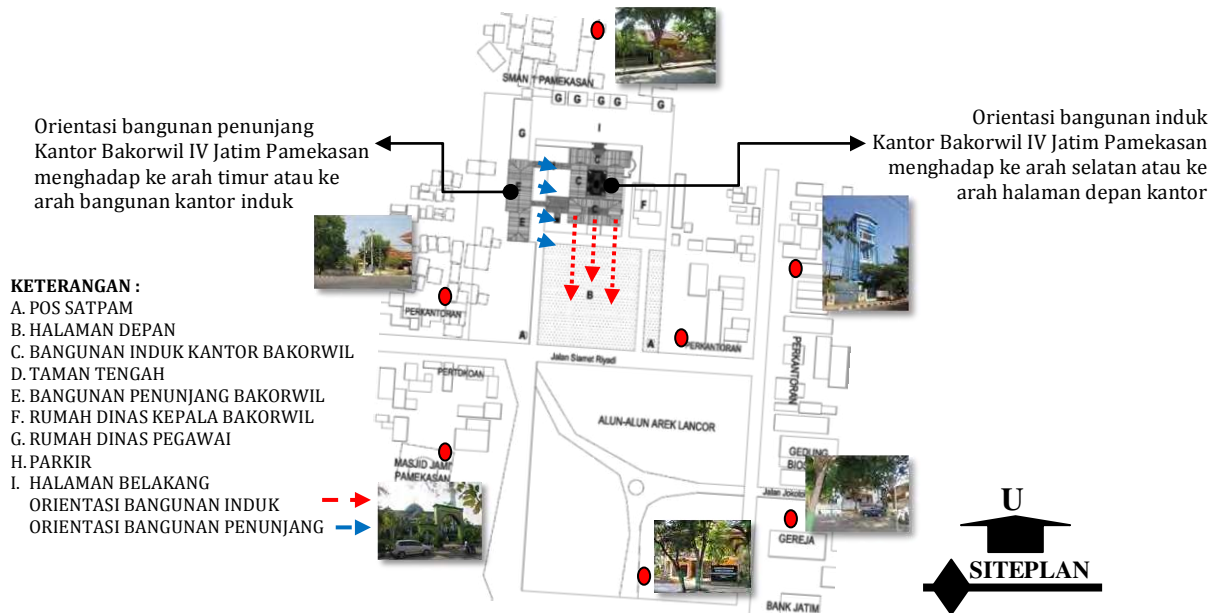 SMAN 1 PAMEKASAN
G G G G G
G
I
C
C
C
E
E
F
B
A
A
Orientasi bangunan penunjang
Kantor Bakorwil IV Jatim Pamekasan
menghadap ke arah timur atau ke
arah bangunan kantor induk
Orientasi bangunan induk
Kantor Bakorwil IV Jatim Pamekasan
menghadap ke arah selatan atau ke
arah halaman depan kantor
KETERANGAN :
A. POS SATPAM
B. HALAMAN DEPAN
C. BANGUNAN INDUK KANTOR BAKORWIL
D. TAMAN TENGAH
E. BANGUNAN PENUNJANG BAKORWIL
F. RUMAH DINAS KEPALA BAKORWIL
G. RUMAH DINAS PEGAWAI
H. PARKIR
I. HALAMAN BELAKANG
ORIENTASI BANGUNAN INDUK
ORIENTASI BANGUNAN PENUNJANG
PERKANTORAN
PERKANTORAN
PERKANTORAN
Jalan Slamet Riyadi
PERTOKOAN
ALUN-ALUN AREK LANCOR
MASJID JAMI'
PAMEKASAN
GEDUNG
BIOS
Jalan Jokoto
GEREJA
BANK JATIM
U
SITEPLAN